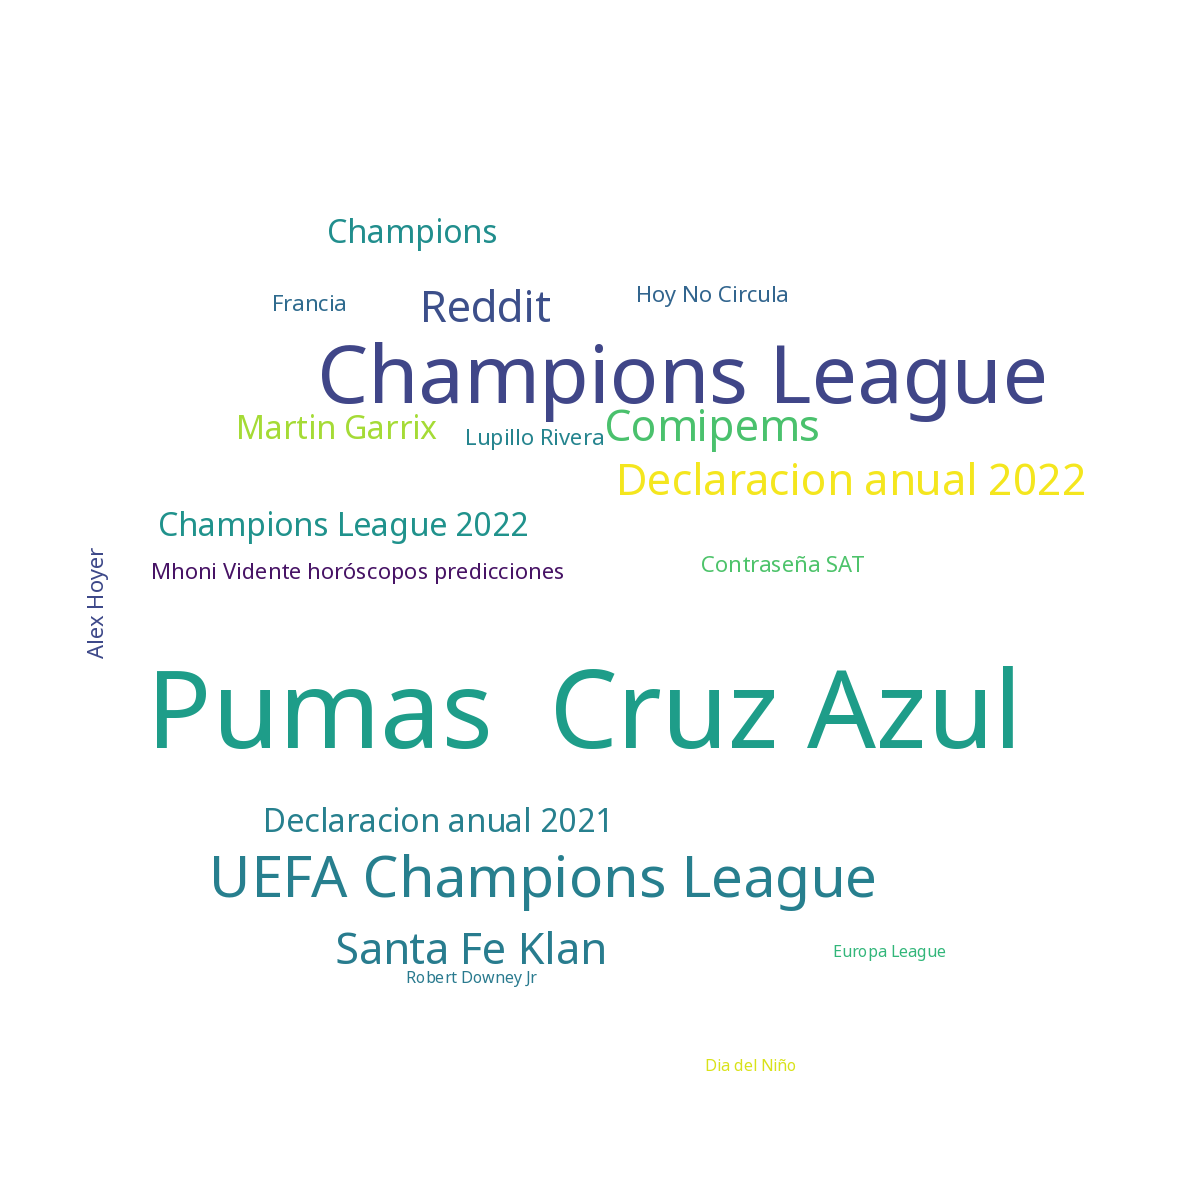 Champions
Francia
Reddit
Hoy No Circula
Champions League
Martin Garrix
Lupillo Rivera
Comipems
Declaracion anual 2022
Champions League 2022
Mhoni Vidente horóscopos predicciones
Contraseña SAT
Alex Hoyer
Pumas  Cruz Azul
Declaracion anual 2021
UEFA Champions League
Santa Fe Klan
Europa League
Robert Downey Jr
Dia del Niño